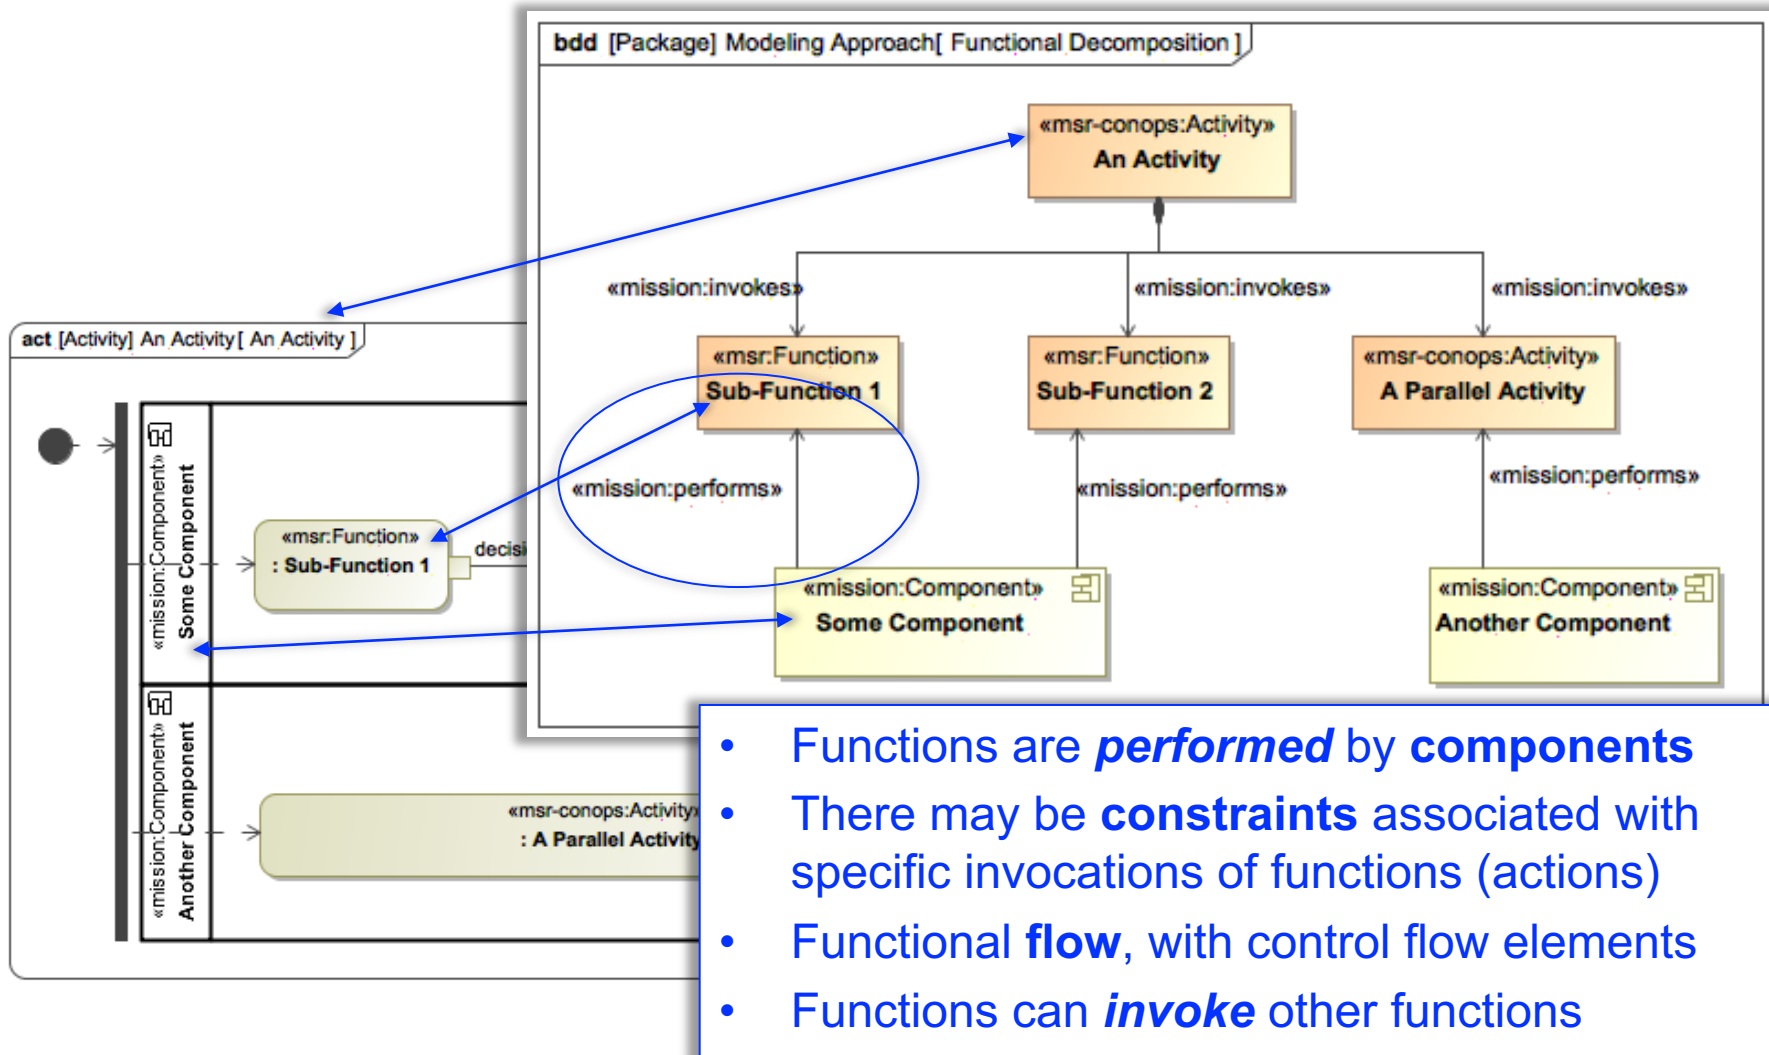 bdd [Package] Modeling Approach[ Functional Decomposition ]
«msr-conops:Activity»
An Activity
«mission:invokes»
«mission:invokes»
«mission:invokes»
«msr:Function»
Sub-Function 1
«msr:Function»
Sub-Function 2
«msr-conops:Activity»
A Parallel Activity
«mission:performs»
«mission:performs»
«mission:performs»
«mission:Component»
Some Component
«mission:Component»
Another Component
act [Activity] An Activity[ An Activity ]
«mission:Component»
Some Component
«msr:Function»
: Sub-Function 1
«mission:Component»
Another Component
«msr-conops:Activity»
: A Parallel Activity
• Functions are performed by components
• There may be constraints associated with
specific invocations of functions (actions)
• Functional flow, with control flow elements
• Functions can invoke other functions